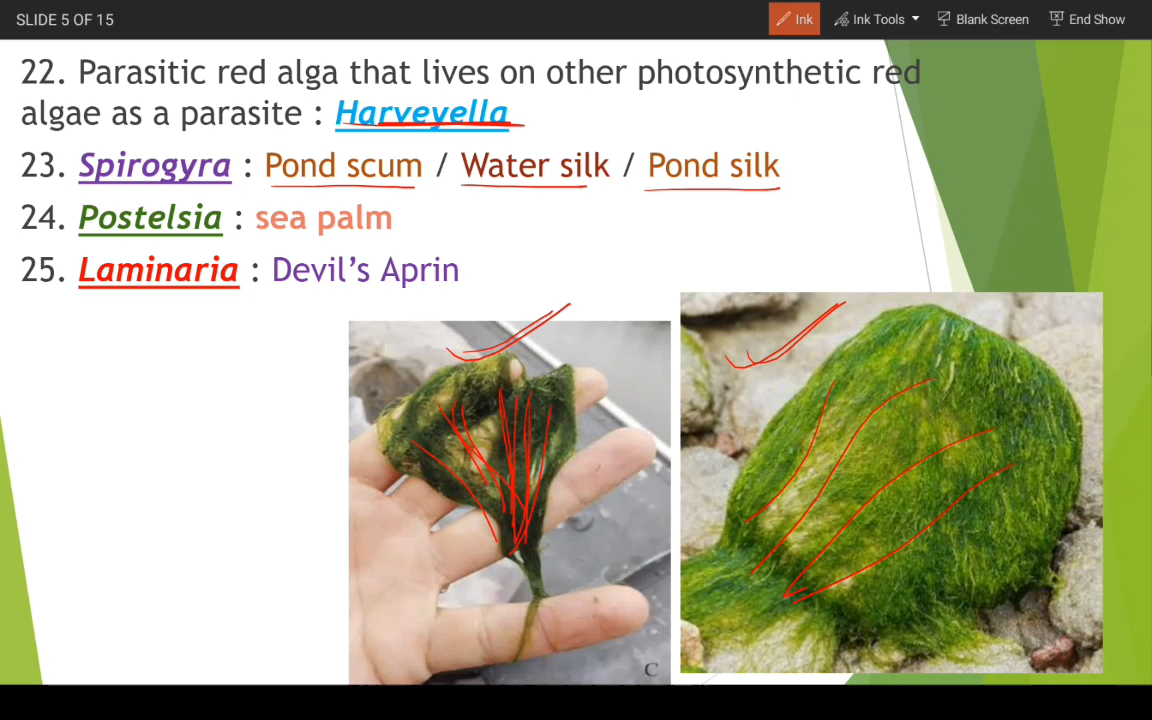 SLIDE 5 OF 15
Ink
Ink Tools
Blank Screen
End Show
22. Parasitic red alga that lives on other photosynthetic red
algae as a parasite : Harveyella
23. Spirogyra : Pond scum / Water silk / Pond silk
24. Postelsia : sea palm
25. Laminaria : Devil’s Aprin
C